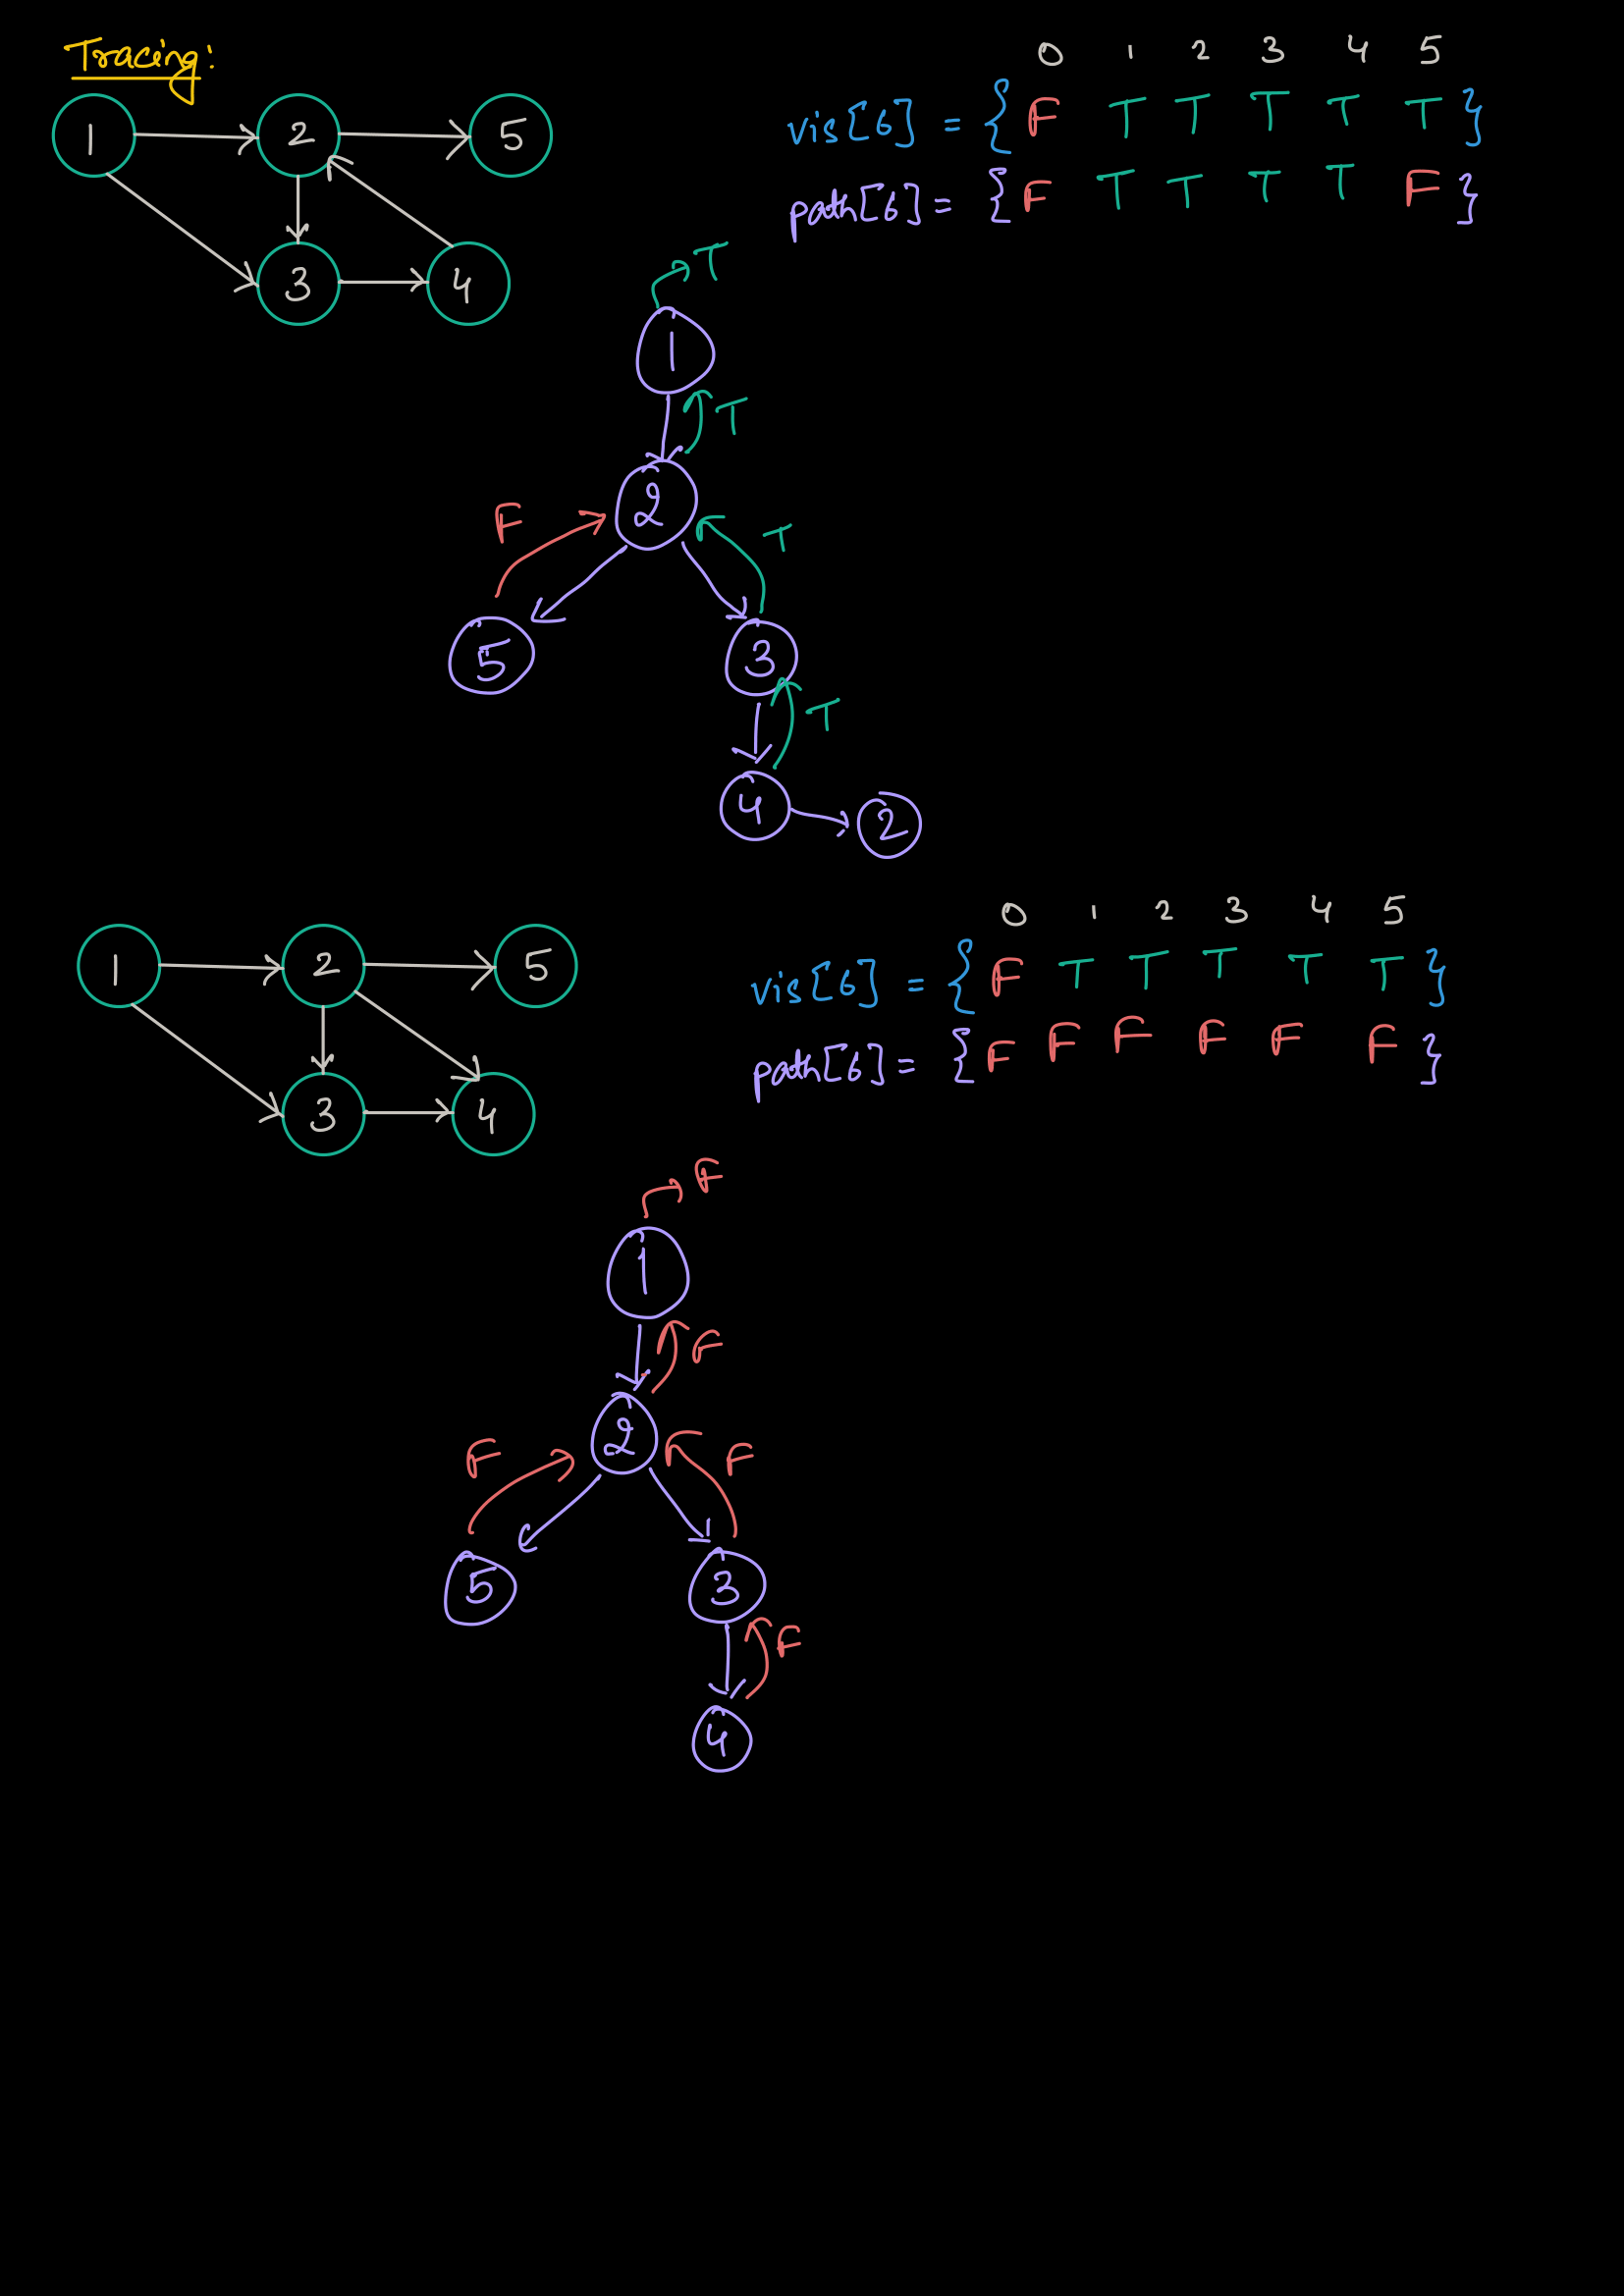 Tracing:
0 1 2 3 4 5
vis[6] = { F T T T T T }
path[6] = { F T T T T F }
1 2 5
3 4
T
1
T
2
F T
5 3
T
4 2
0 1 2 3 4 5
vis[6] = { F T T T T T }
path[6] = { F F F F F F }
1 2 5
3 4
F
1
F
2
F F
5 3
F
4